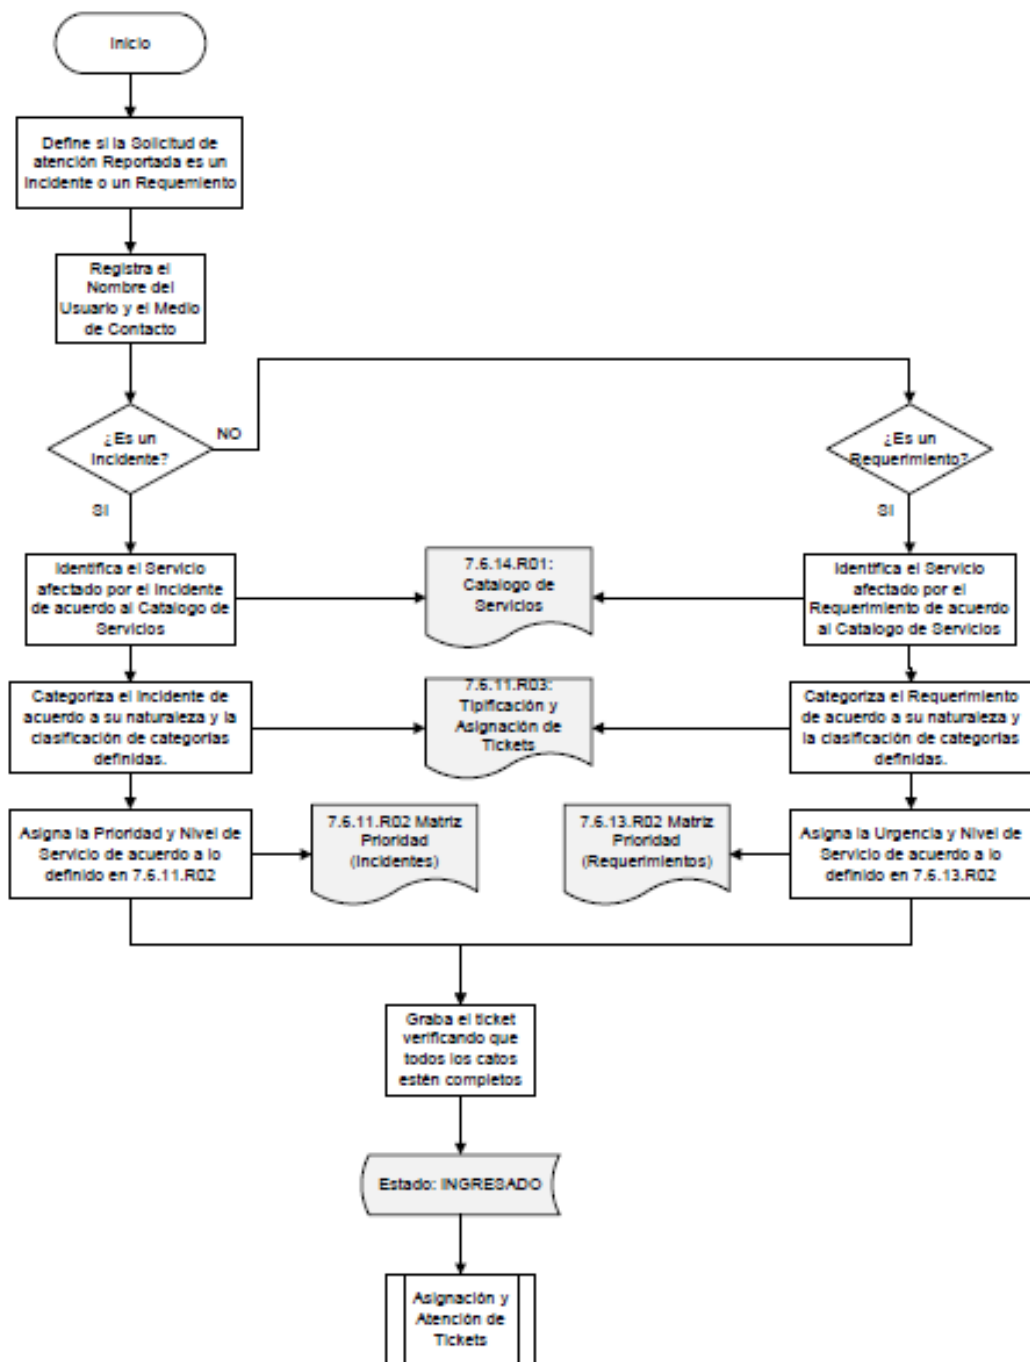 Inicio
Define si la Solicitud de
atención Reportada es un
Incidente o un Requemiento
Registra el
Nombre del
Usuario y el Medio
de Contacto
¿Es un
Incidente?
NO
SI
¿Es un
Requerimiento?
SI
Identifica el Servicio
afectado por el Incidente
de acuerdo al Catalogo de
Servicios
7.6.14.R01:
Catalogo de
Servicios
Identifica el Servicio
afectado por el
Requerimiento de acuerdo
al Catalogo de Servicios
Categoriza el Incidente de
acuerdo a su naturaleza y la
clasificación de categorías
definidas.
7.6.11.R03:
Tipificación y
Asignación de
Tickets
Categoriza el Requerimiento
de acuerdo a su naturaleza y
la clasificación de categorías
definidas.
Asigna la Prioridad y Nivel de
Servicio de acuerdo a lo
definido en 7.6.11.R02
7.6.11.R02 Matriz
Prioridad
(Incidentes)
7.6.13.R02 Matriz
Prioridad
(Requerimientos)
Asigna la Urgencia y Nivel de
Servicio de acuerdo a lo
definido en 7.6.13.R02
Graba el ticket
verificando que
todos los catos
estén completos
Estado: INGRESADO
Asignación y
Atención de
Tickets